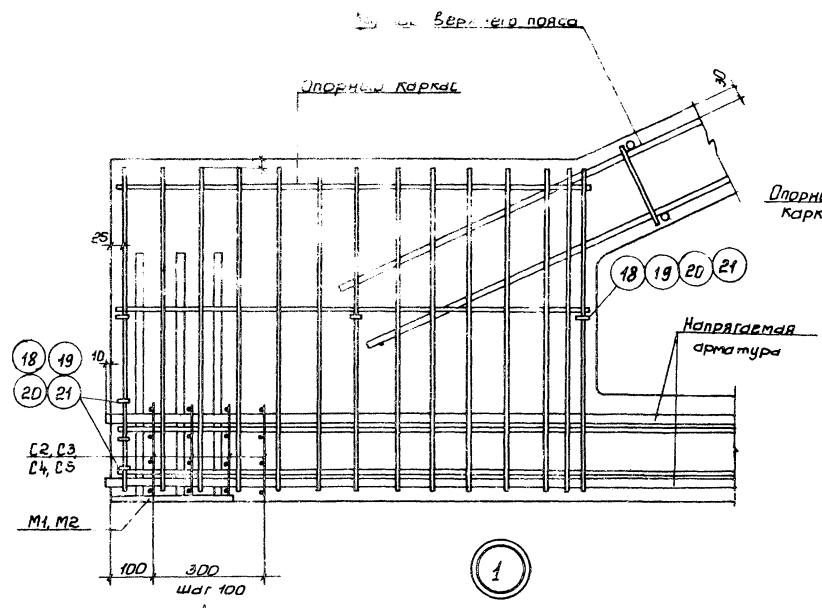 верхнего пояса
Опорный каркас
30
Опорн
карк
25
18 19 20 21
Напрягаемая
арматура
18 19
20 21
10
С2, С3
С4, С5
М1, М2
100 300
шаг 100
1